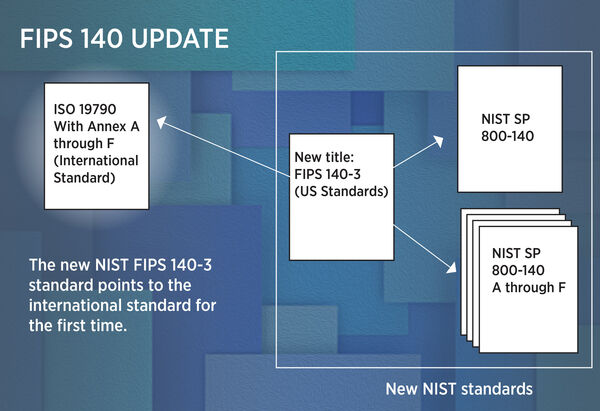 FIPS 140 UPDATE
ISO 19790
With Annex A
through F
(International
Standard)
New title:
FIPS 140-3
(US Standards)
NIST SP
800-140
NIST SP
800-140
A through F
The new NIST FIPS 140-3
standard points to the
international standard for
the first time.
New NIST standards